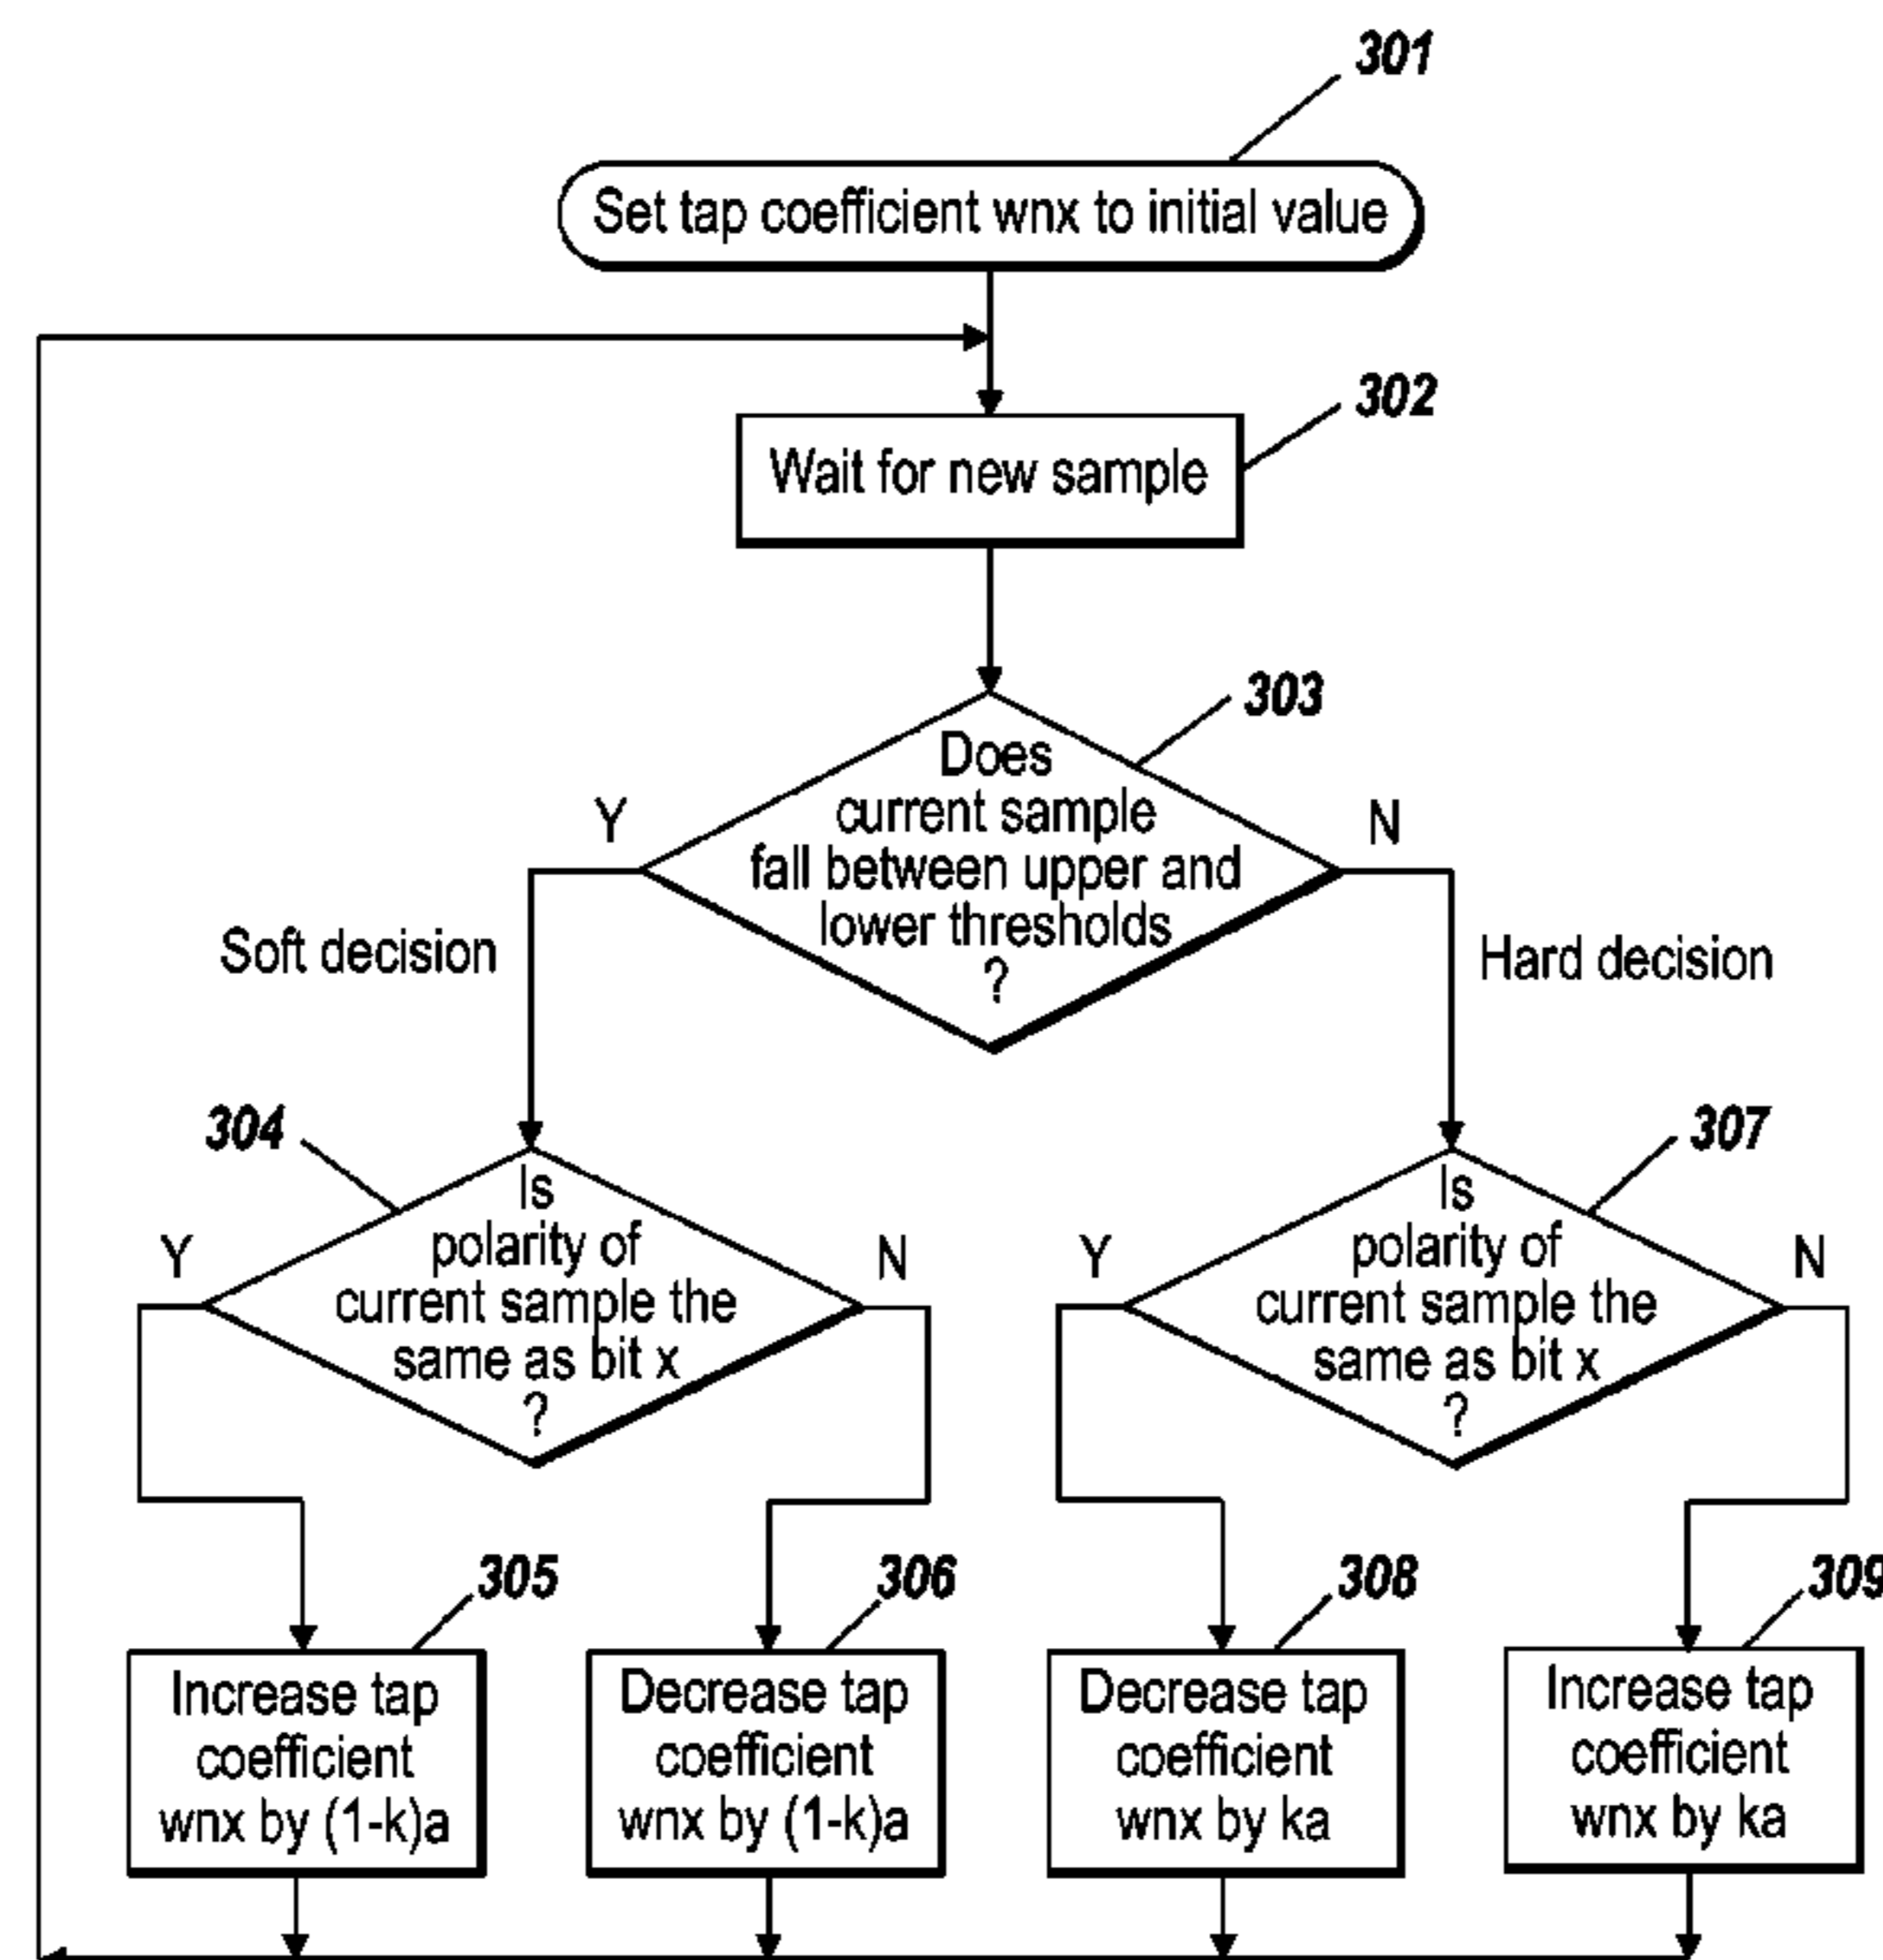 301
Set tap coefficient wnx to initial value
302
Wait for new sample
303
Does
current sample
fall between upper and
lower thresholds
?
Y
N
Soft decision
Hard decision
304
Is
polarity of
current sample the
same as bit x
?
Y
N
307
Is
polarity of
current sample the
same as bit x
?
Y
N
305
Increase tap
coefficient
wnx by (1-k)a
306
Decrease tap
coefficient
wnx by (1-k)a
308
Decrease tap
coefficient
wnx by ka
309
Increase tap
coefficient
wnx by ka